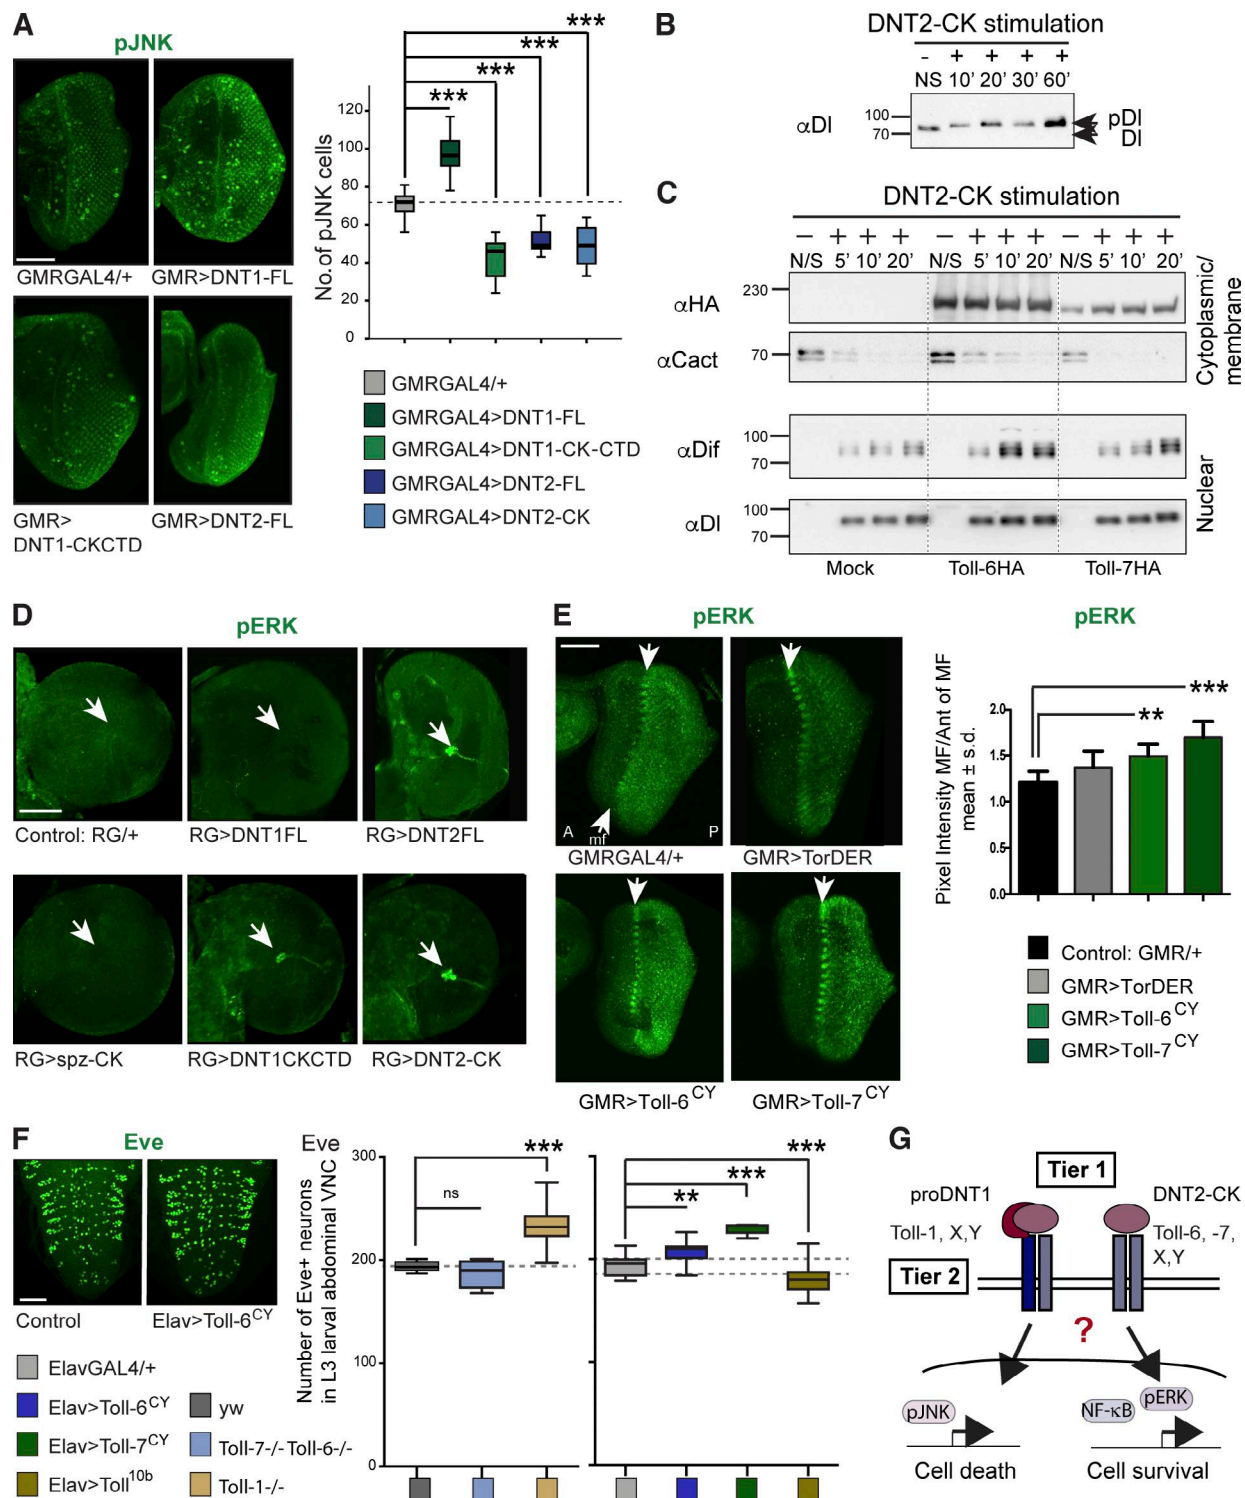 A
pJNK
GMRGAL4/+
GMR>DNT1-FL
GMR>
DNT1-CKCTD
GMR>DNT2-FL
No. of pJNK cells
120
100
80
60
40
20
0
***
***
***
***
GMRGAL4/+
GMRGAL4>DNT1-FL
GMRGAL4>DNT1-CK-CTD
GMRGAL4>DNT2-FL
GMRGAL4>DNT2-CK
B
DNT2-CK stimulation
- + + + +
NS 10' 20' 30' 60'
αDl
100
70
pDl
Dl
C
DNT2-CK stimulation
− + + + − + + + − + + +
N/S 5' 10' 20' N/S 5' 10' 20' N/S 5' 10' 20'
αHA
230
αCact
70
αDif
100
70
αDl
100
70
Cytoplasmic/
membrane
Nuclear
Mock
Toll-6HA
Toll-7HA
D
pERK
Control: RG/+
RG>DNT1FL
RG>DNT2FL
RG>spz-CK
RG>DNT1CKCTD
RG>DNT2-CK
E
pERK
A
mf
P
GMRGAL4/+
GMR>TorDER
GMR>Toll-6CY
GMR>Toll-7CY
pERK
Pixel Intensity MF/Ant of MF
mean ± s.d.
2.0
1.5
1.0
0.5
0.0
**
***
Control: GMR/+
GMR>TorDER
GMR>Toll-6CY
GMR>Toll-7CY
F
Eve
Control
Elav>Toll-6CY
ElavGAL4/+
Elav>Toll-6CY
Elav>Toll-7CY
Elav>Toll10b
yw
Toll-7-/- Toll-6-/-
Toll-1-/-
Eve
Number of Eve+ neurons
in L3 larval abdominal VNC
300
200
100
0
ns
***
**
***
***
G
Tier 1
proDNT1
DNT2-CK
Toll-1, X,Y
Toll-6, -7,
X,Y
Tier 2
?
pJNK
NF-κB
pERK
Cell death
Cell survival